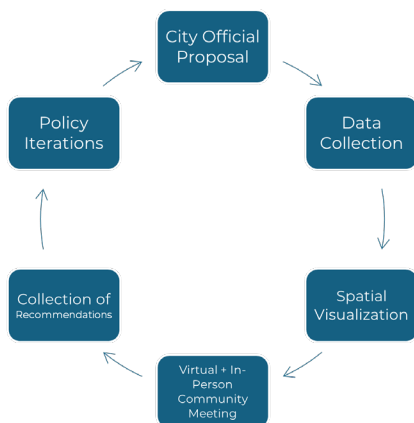 City Official
Proposal
Data
Collection
Spatial
Visualization
Virtual + In-
Person
Community
Meeting
Collection of
Recommendations
Policy
Iterations